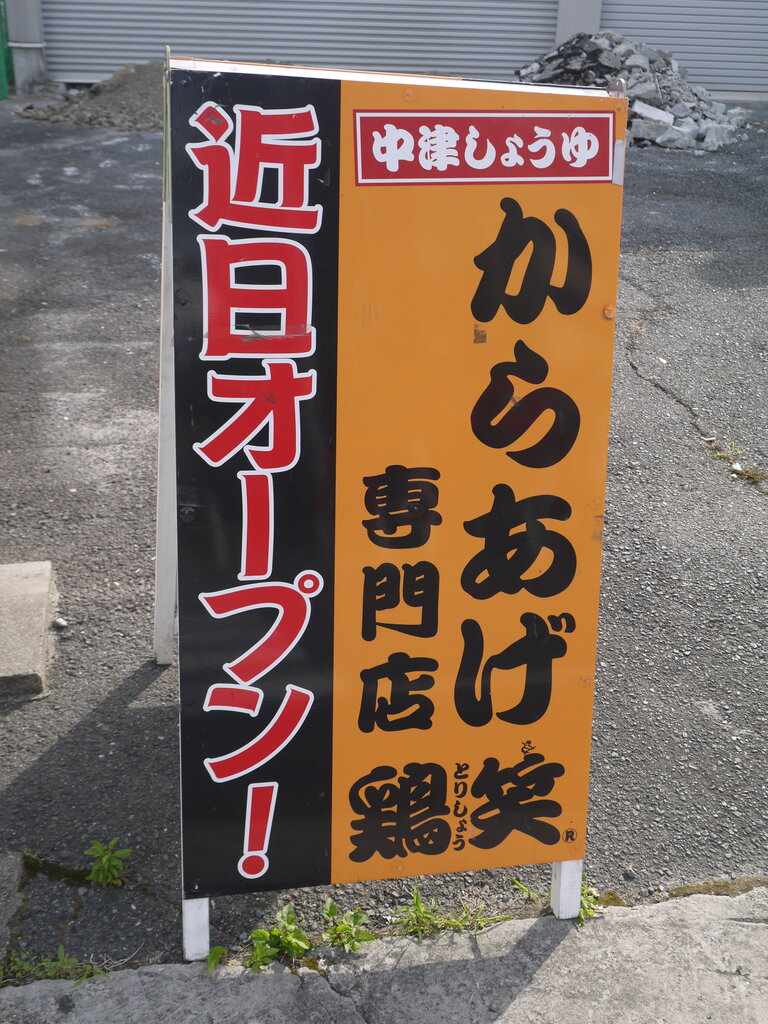 中津しょうゆ
からあげ
専門店
鶏笑
とりしょう
®
近日オープン!